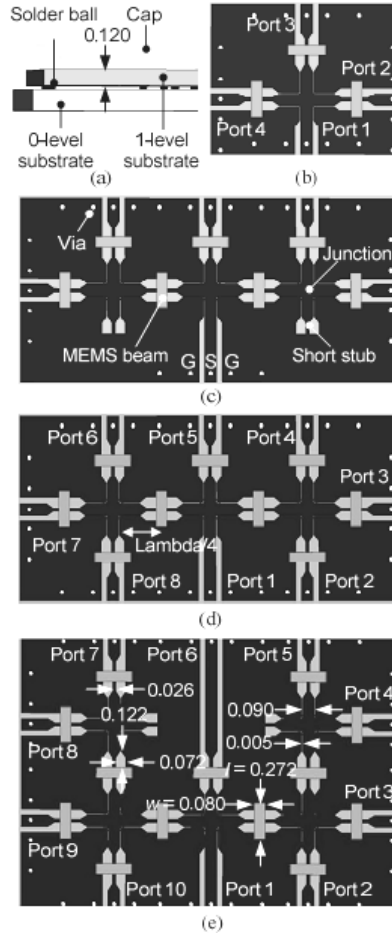 Solder ball
Cap
0.120
0-level
substrate
1-level
substrate
(a)
Port 3
Port 2
Port 4
Port 1
(b)
Via
Junction
MEMS beam
G S G
Short stub
(c)
Port 6
Port 5
Port 4
Port 3
Port 7
Lambda/4
Port 8
Port 1
Port 2
(d)
Port 7
Port 6
Port 5
0.026
0.090
Port 4
0.122
0.005
Port 8
0.072
l = 0.272
w = 0.080
Port 3
Port 9
Port 10
Port 1
Port 2
(e)